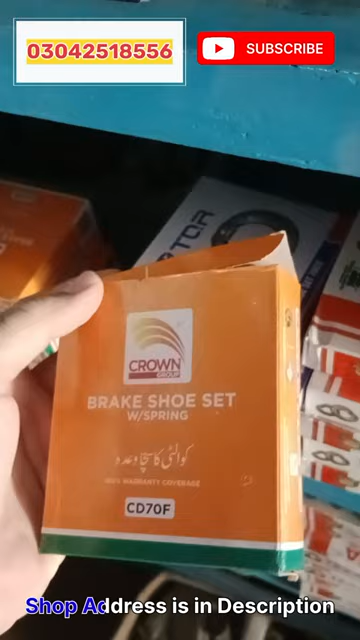 03042518556
SUBSCRIBE
CROWN
GROUP
BRAKE SHOE SET
W/SPRING
کوالٹی کا سچا وعدہ
100% WARRANTY COVERAGE
CD70F
Shop Address is in Description